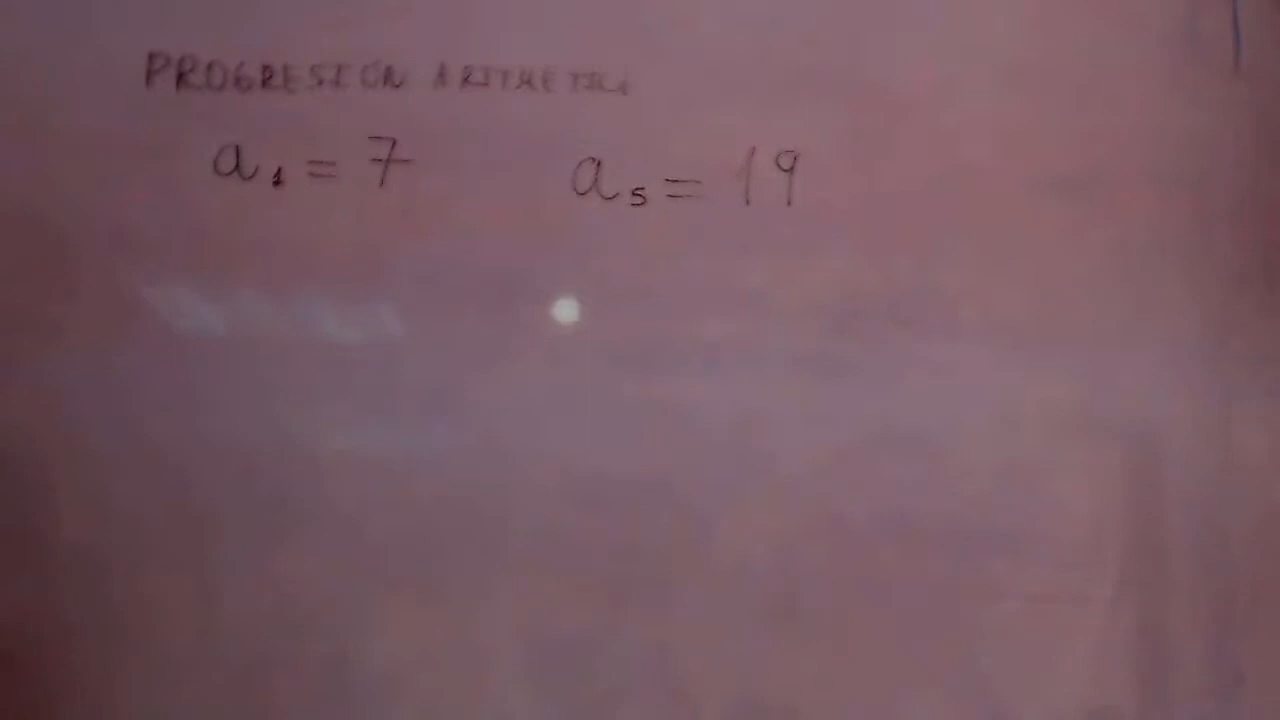 PROGRESION ARITMETICA
a₁ = 7 a₅ = 19